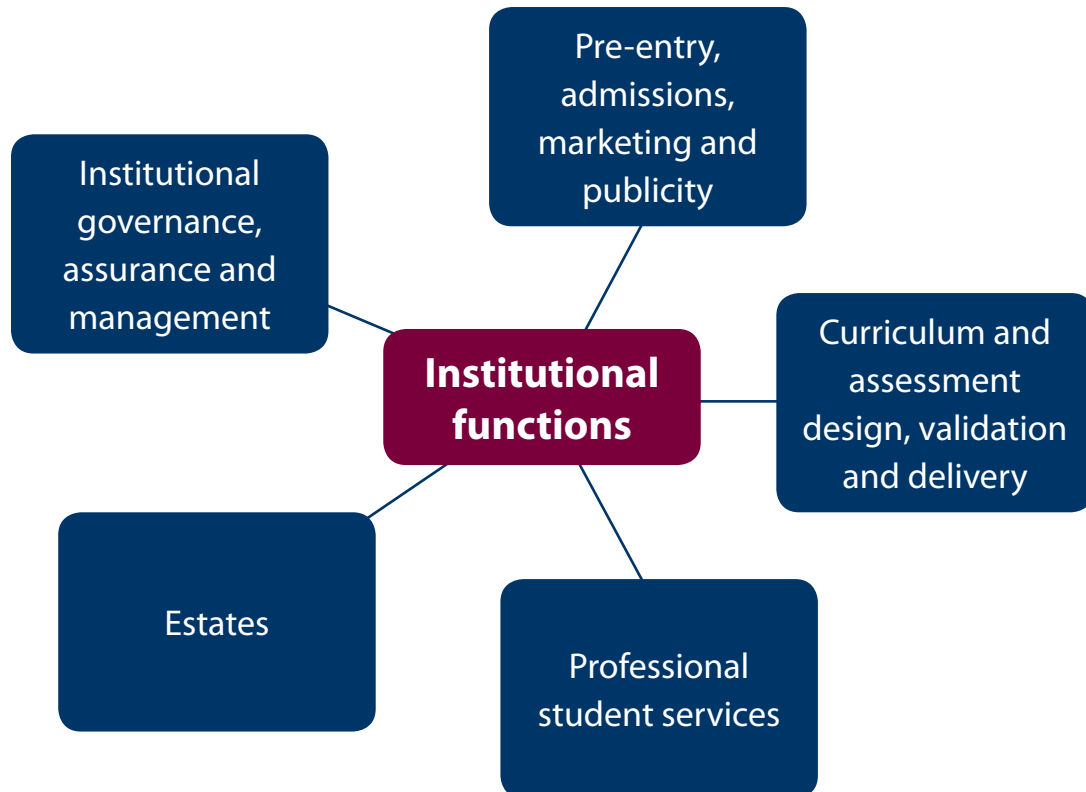 Pre-entry,
admissions,
marketing and
publicity
Institutional
governance,
assurance and
management
Institutional
functions
Curriculum and
assessment
design, validation
and delivery
Estates
Professional
student services